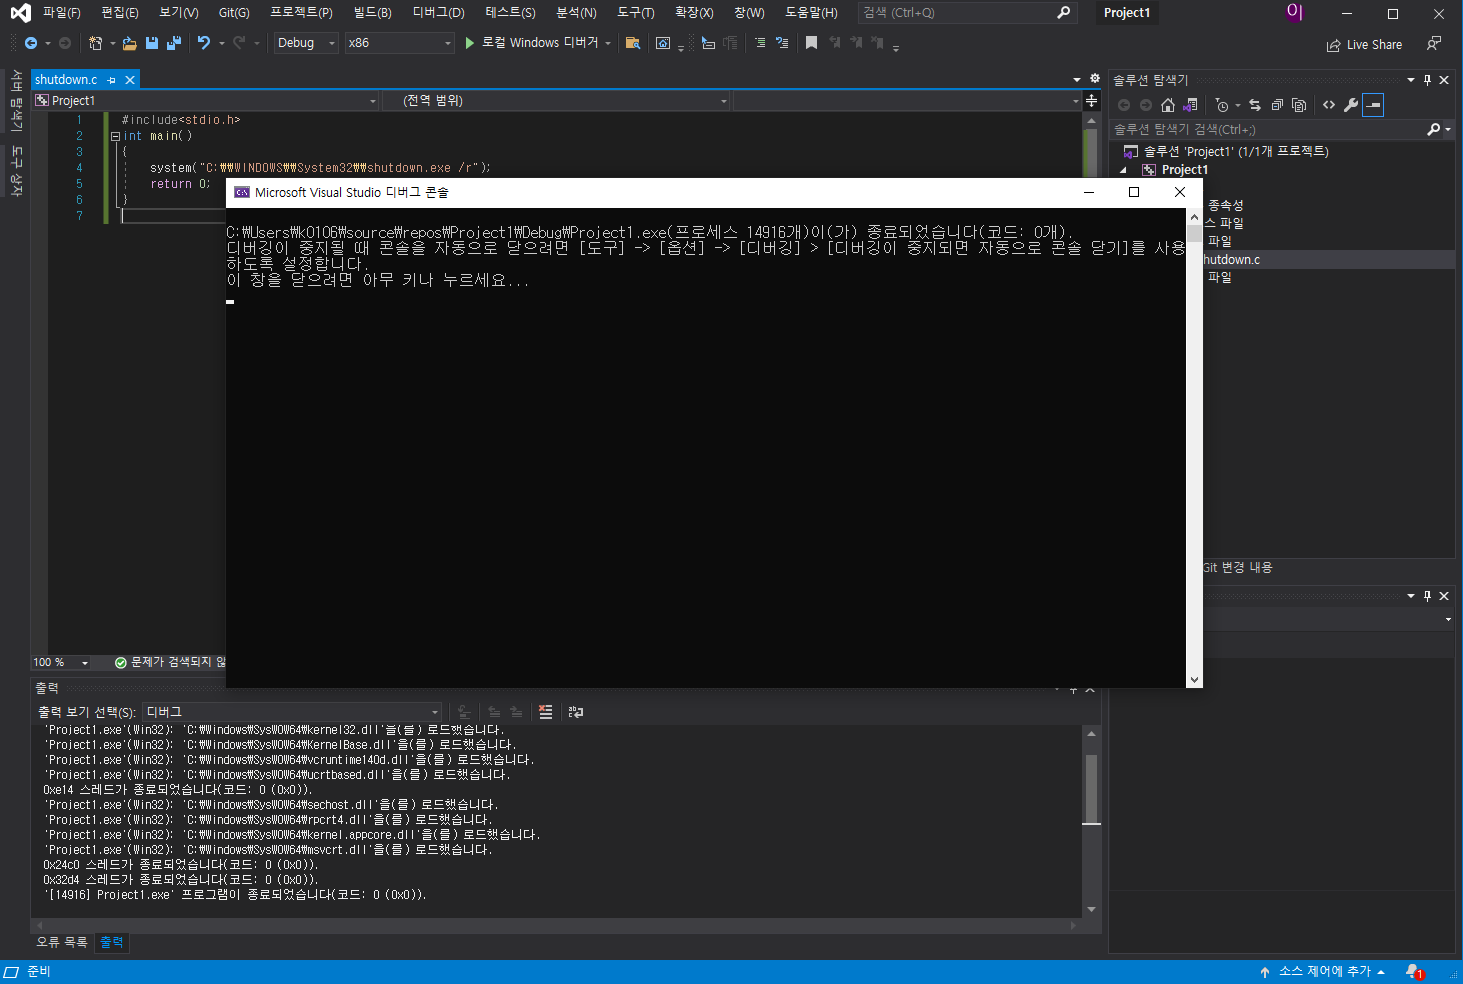 파일(F) 편집(E) 보기(V) Git(G) 프로젝트(P) 빌드(B) 디버그(D) 테스트(S) 분석(N) 도구(T) 확장(X) 창(W) 도움말(H) 검색 (Ctrl+Q) Project1 이
Debug x86 로컬 Windows 디버거 Live Share
서버 탐색기
도구 상자
shutdown.c
Project1 (전역 범위)
1 #include<stdio.h>
2 int main()
3 {
4 system("C:₩₩WINDOWS₩₩System32₩₩shutdown.exe /r");
5 return 0;
6 }
7
Microsoft Visual Studio 디버그 콘솔
C:₩Users₩k0106₩source₩repos₩Project1₩Debug₩Project1.exe(프로세스 14916개)이(가) 종료되었습니다(코드: 0개).
디버깅이 중지될 때 콘솔을 자동으로 닫으려면 [도구] -> [옵션] -> [디버깅] > [디버깅이 중지되면 자동으로 콘솔 닫기]를 사용
하도록 설정합니다.
이 창을 닫으려면 아무 키나 누르세요...
솔루션 탐색기
솔루션 탐색기 검색(Ctrl+;)
솔루션 'Project1' (1/1개 프로젝트)
Project1
종속성
스 파일
파일
hutdown.c
파일
Git 변경 내용
100 % 문제가 검색되지 않
출력
출력 보기 선택(S): 디버그
'Project1.exe'(Win32): 'C:₩Windows₩SysWOW64₩kernel32.dll'을(를) 로드했습니다.
'Project1.exe'(Win32): 'C:₩Windows₩SysWOW64₩KernelBase.dll'을(를) 로드했습니다.
'Project1.exe'(Win32): 'C:₩Windows₩SysWOW64₩vcruntime140d.dll'을(를) 로드했습니다.
'Project1.exe'(Win32): 'C:₩Windows₩SysWOW64₩ucrtbased.dll'을(를) 로드했습니다.
0xe14 스레드가 종료되었습니다(코드: 0 (0x0)).
'Project1.exe'(Win32): 'C:₩Windows₩SysWOW64₩sechost.dll'을(를) 로드했습니다.
'Project1.exe'(Win32): 'C:₩Windows₩SysWOW64₩rpcrt4.dll'을(를) 로드했습니다.
'Project1.exe'(Win32): 'C:₩Windows₩SysWOW64₩kernel.appcore.dll'을(를) 로드했습니다.
'Project1.exe'(Win32): 'C:₩Windows₩SysWOW64₩msvcrt.dll'을(를) 로드했습니다.
0x24c0 스레드가 종료되었습니다(코드: 0 (0x0)).
0x32d4 스레드가 종료되었습니다(코드: 0 (0x0)).
'[14916] Project1.exe' 프로그램이 종료되었습니다(코드: 0 (0x0)).
오류 목록 출력
준비 소스 제어에 추가 1